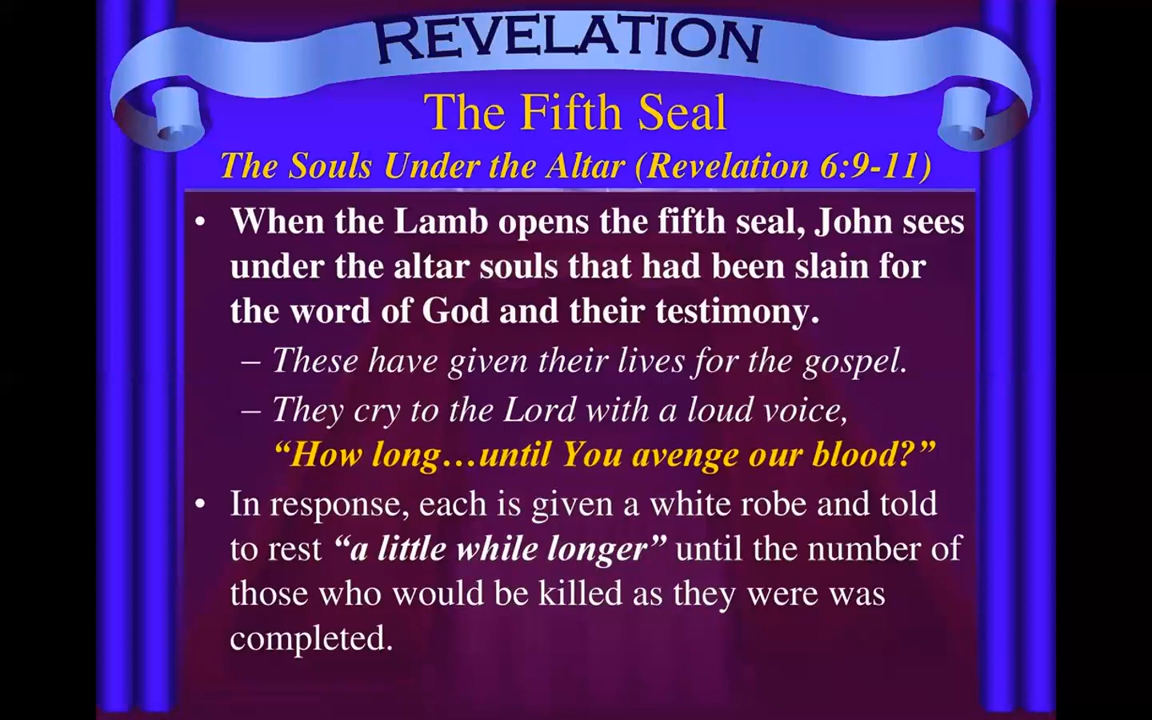 REVELATION
The Fifth Seal
The Souls Under the Altar (Revelation 6:9-11)
• When the Lamb opens the fifth seal, John sees
under the altar souls that had been slain for
the word of God and their testimony.
– These have given their lives for the gospel.
– They cry to the Lord with a loud voice,
“How long…until You avenge our blood?”
• In response, each is given a white robe and told
to rest “a little while longer” until the number of
those who would be killed as they were was
completed.